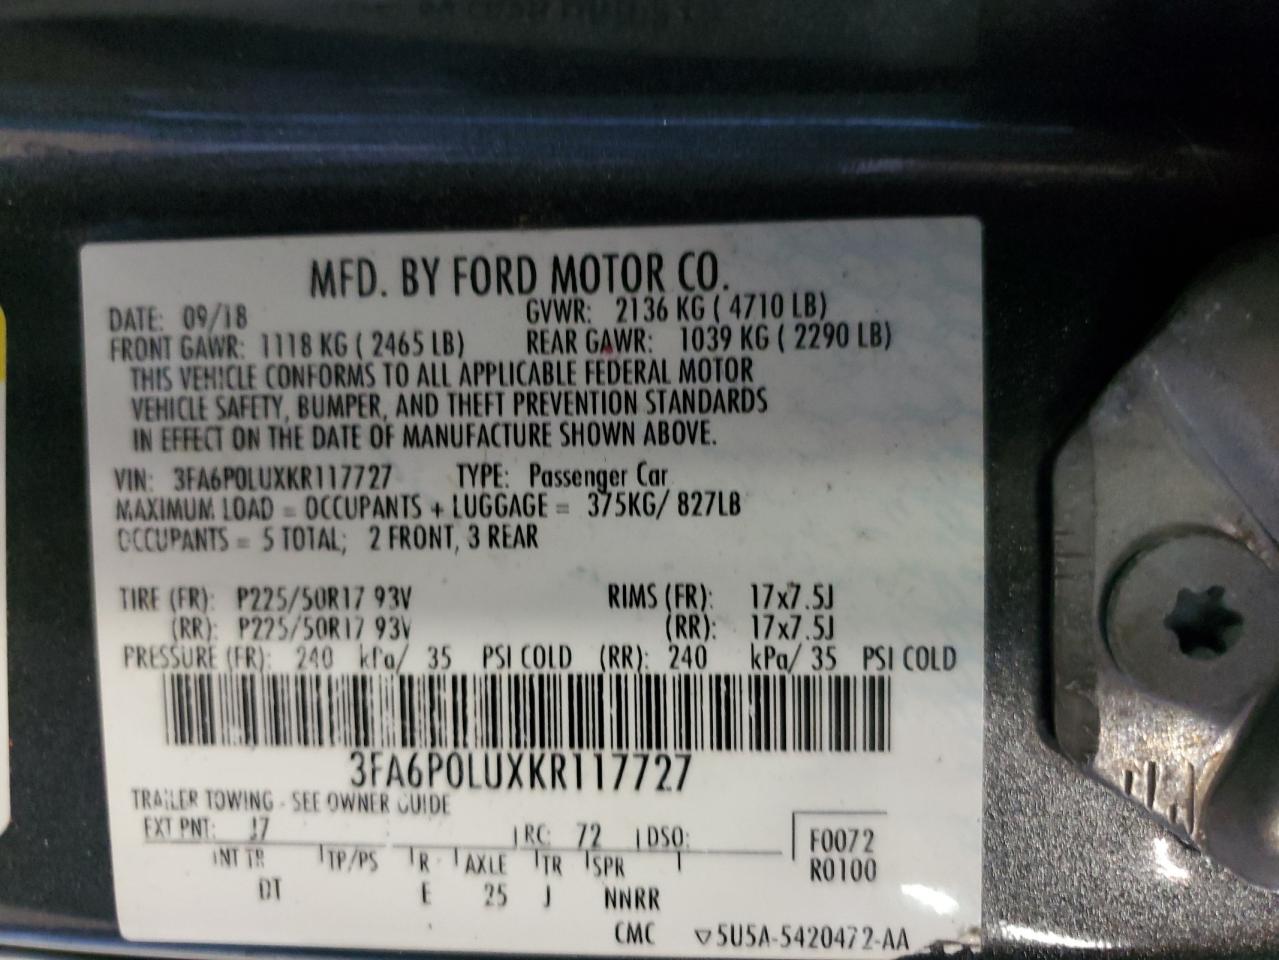 MFD. BY FORD MOTOR CO.
DATE: 09/18 GVWR: 2136 KG ( 4710 LB)
FRONT GAWR: 1118 KG ( 2465 LB) REAR GAWR: 1039 KG ( 2290 LB)
THIS VEHICLE CONFORMS TO ALL APPLICABLE FEDERAL MOTOR
VEHICLE SAFETY, BUMPER, AND THEFT PREVENTION STANDARDS
IN EFFECT ON THE DATE OF MANUFACTURE SHOWN ABOVE.
VIN: 3FA6P0LUXKR117727 TYPE: Passenger Car
MAXIMUM LOAD = OCCUPANTS + LUGGAGE = 375KG/ 827LB
OCCUPANTS = 5 TOTAL; 2 FRONT, 3 REAR
TIRE (FR): P225/50R17 93V RIMS (FR): 17x7.5J
(RR): P225/50R17 93V (RR): 17x7.5J
PRESSURE (FR): 240 kPa/ 35 PSI COLD (RR): 240 kPa/ 35 PSI COLD
3FA6P0LUXKR117727
TRAILER TOWING - SEE OWNER GUIDE
EXT PNT: J7 RC: 72 DSO:
F0072
R0100
INT TR TP/PS R AXLE TR SPR
DT E 25 J NNRR
CMC ▽5U5A-5420472-AA